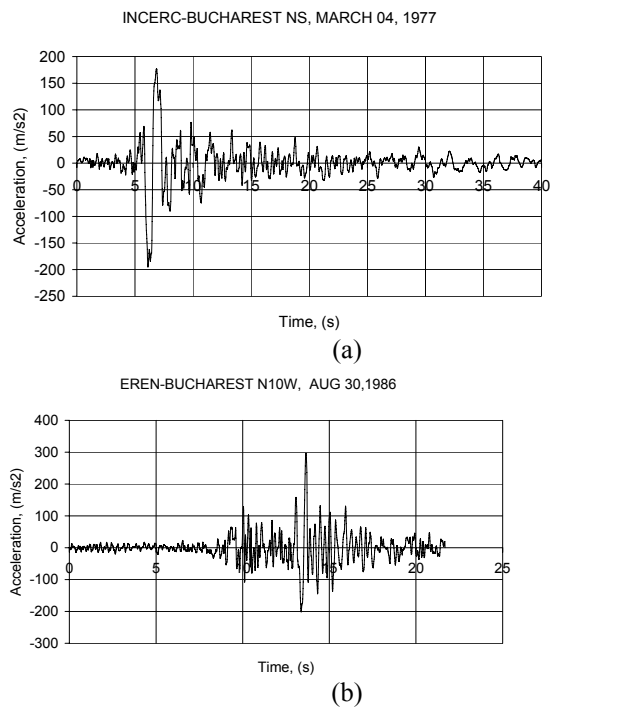 INCERC-BUCHAREST NS, MARCH 04, 1977
200
150
100
50
0
-50
-100
-150
-200
-250
0 5 10 15 20 25 30 35 40
Acceleration, (m/s2)
Time, (s)
(a)
EREN-BUCHAREST N10W, AUG 30,1986
400
300
200
100
0
-100
-200
-300
0 5 10 15 20 25
Acceleration, (m/s2)
Time, (s)
(b)